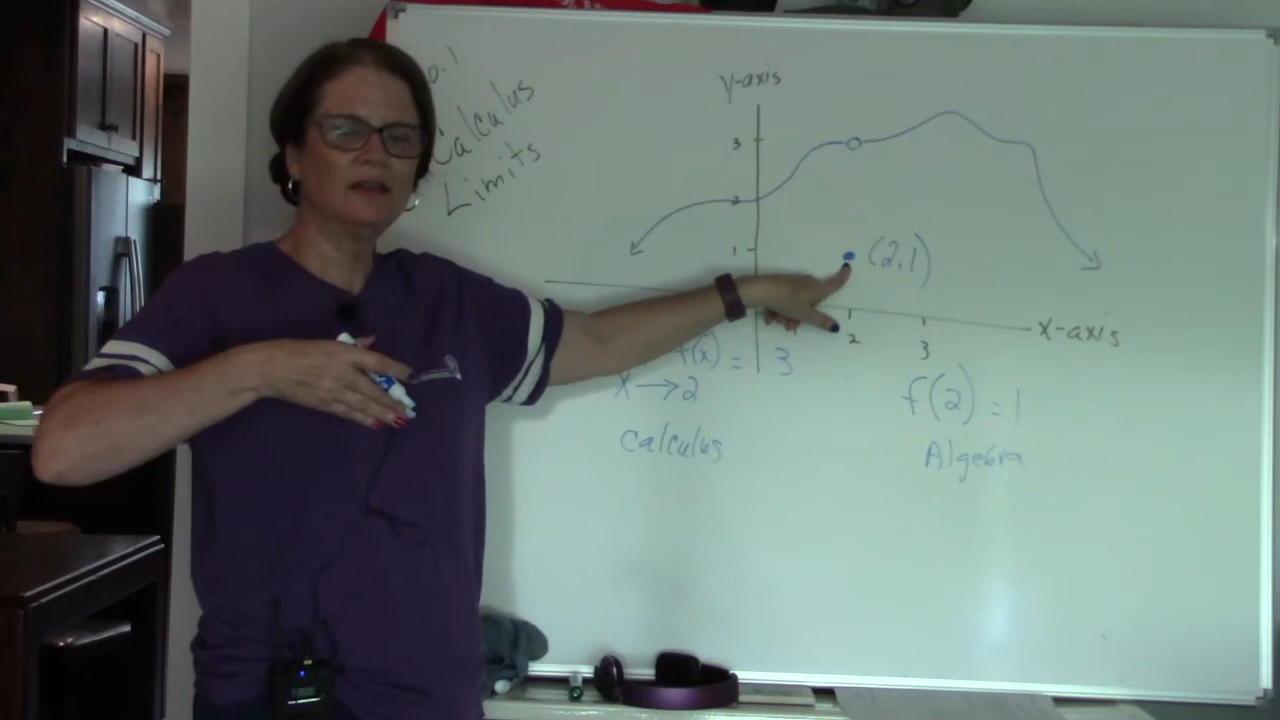 Calculus
Limits
y-axis
3
2
1
(2,1)
2
3
x-axis
f(x) = 3
x→2
Calculus
f(2) = 1
Algebra